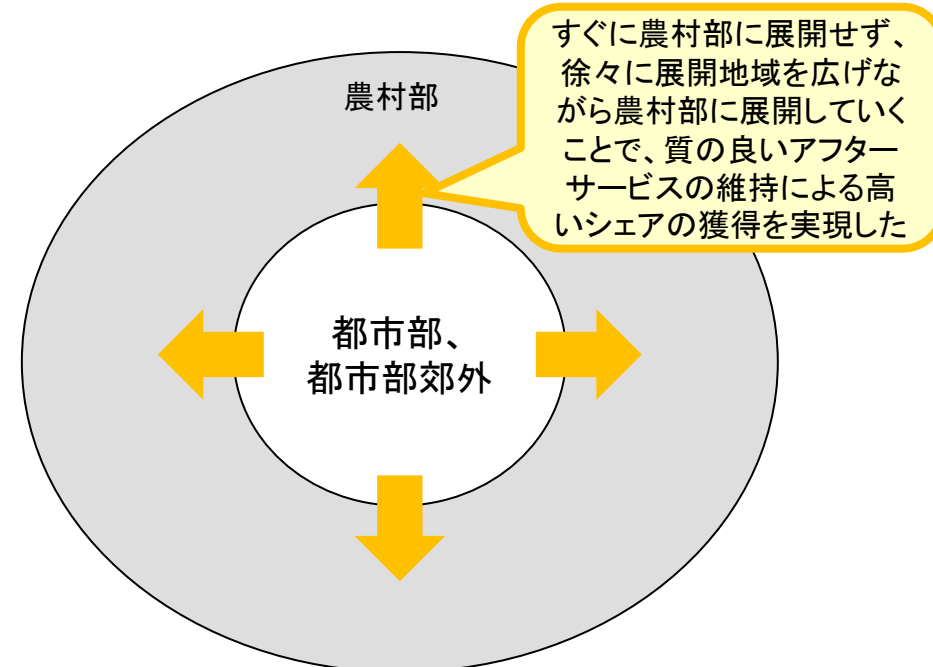 すぐに農村部に展開せず、
徐々に展開地域を広げな
がら農村部に展開していく
ことで、質の良いアフター
サービスの維持による高
いシェアの獲得を実現した
農村部
都市部、
都市部郊外